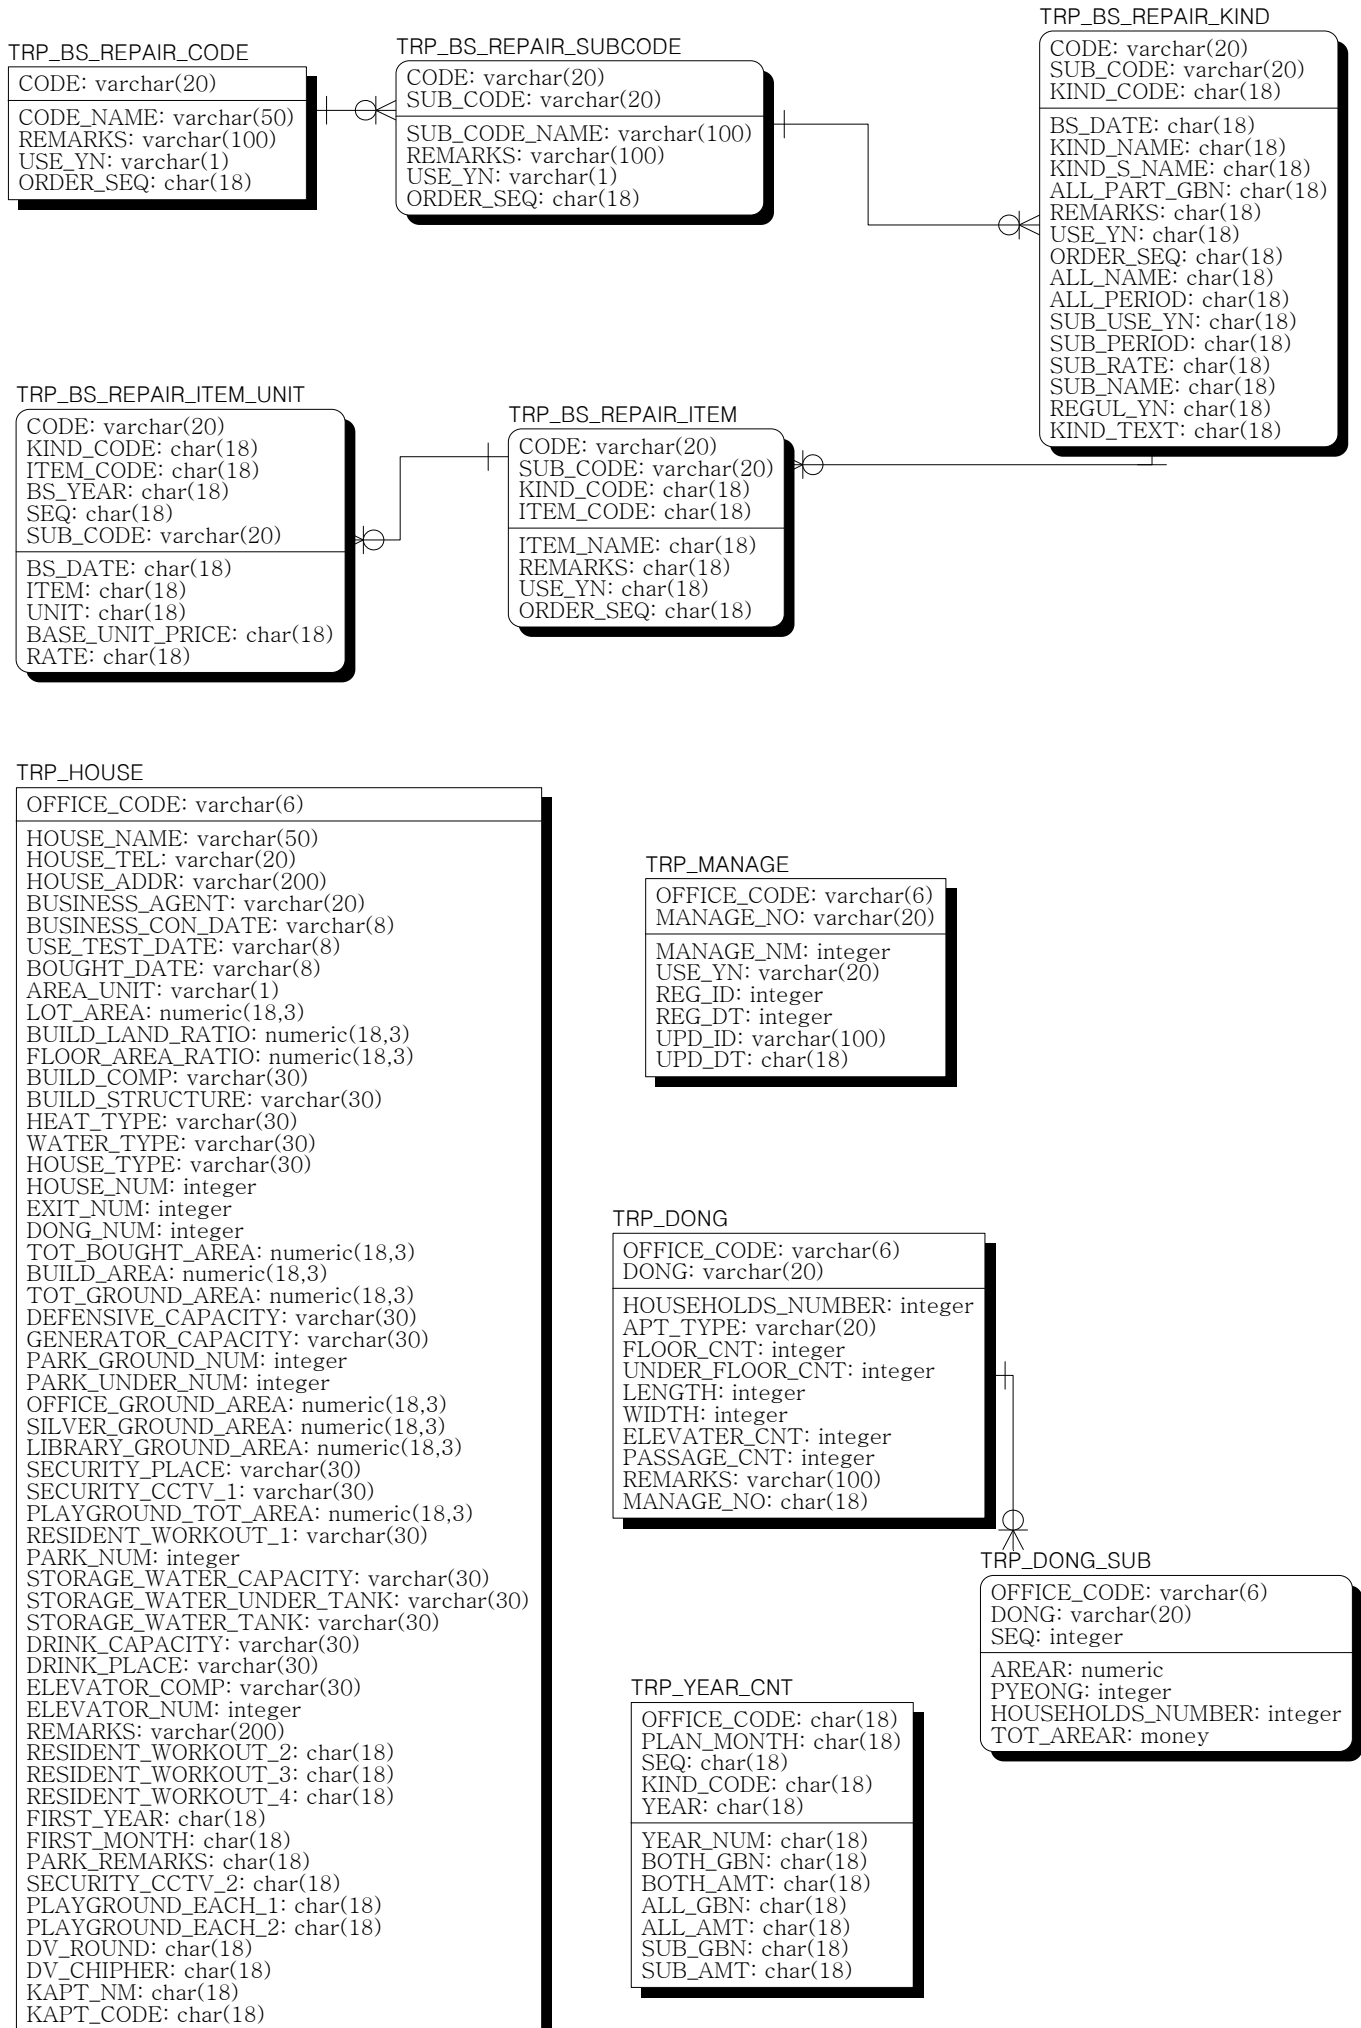 TRP_BS_REPAIR_CODE
CODE: varchar(20)
CODE_NAME: varchar(50)
REMARKS: varchar(100)
USE_YN: varchar(1)
ORDER_SEQ: char(18)
TRP_BS_REPAIR_SUBCODE
CODE: varchar(20)
SUB_CODE: varchar(20)
SUB_CODE_NAME: varchar(100)
REMARKS: varchar(100)
USE_YN: varchar(1)
ORDER_SEQ: char(18)
TRP_BS_REPAIR_KIND
CODE: varchar(20)
SUB_CODE: varchar(20)
KIND_CODE: char(18)
BS_DATE: char(18)
KIND_NAME: char(18)
KIND_S_NAME: char(18)
ALL_PART_GBN: char(18)
REMARKS: char(18)
USE_YN: char(18)
ORDER_SEQ: char(18)
ALL_NAME: char(18)
ALL_PERIOD: char(18)
SUB_USE_YN: char(18)
SUB_PERIOD: char(18)
SUB_RATE: char(18)
SUB_NAME: char(18)
REGUL_YN: char(18)
KIND_TEXT: char(18)
TRP_BS_REPAIR_ITEM_UNIT
CODE: varchar(20)
KIND_CODE: char(18)
ITEM_CODE: char(18)
BS_YEAR: char(18)
SEQ: char(18)
SUB_CODE: varchar(20)
BS_DATE: char(18)
ITEM: char(18)
UNIT: char(18)
BASE_UNIT_PRICE: char(18)
RATE: char(18)
TRP_BS_REPAIR_ITEM
CODE: varchar(20)
SUB_CODE: varchar(20)
KIND_CODE: char(18)
ITEM_CODE: char(18)
ITEM_NAME: char(18)
REMARKS: char(18)
USE_YN: char(18)
ORDER_SEQ: char(18)
TRP_HOUSE
OFFICE_CODE: varchar(6)
HOUSE_NAME: varchar(50)
HOUSE_TEL: varchar(20)
HOUSE_ADDR: varchar(200)
BUSINESS_AGENT: varchar(20)
BUSINESS_CON_DATE: varchar(8)
USE_TEST_DATE: varchar(8)
BOUGHT_DATE: varchar(8)
AREA_UNIT: varchar(1)
LOT_AREA: numeric(18,3)
BUILD_LAND_RATIO: numeric(18,3)
FLOOR_AREA_RATIO: numeric(18,3)
BUILD_COMP: varchar(30)
BUILD_STRUCTURE: varchar(30)
HEAT_TYPE: varchar(30)
WATER_TYPE: varchar(30)
HOUSE_TYPE: varchar(30)
HOUSE_NUM: integer
EXIT_NUM: integer
DONG_NUM: integer
TOT_BOUGHT_AREA: numeric(18,3)
BUILD_AREA: numeric(18,3)
TOT_GROUND_AREA: numeric(18,3)
DEFENSIVE_CAPACITY: varchar(30)
GENERATOR_CAPACITY: varchar(30)
PARK_GROUND_NUM: integer
PARK_UNDER_NUM: integer
OFFICE_GROUND_AREA: numeric(18,3)
SILVER_GROUND_AREA: numeric(18,3)
LIBRARY_GROUND_AREA: numeric(18,3)
SECURITY_PLACE: varchar(30)
SECURITY_CCTV_1: varchar(30)
PLAYGROUND_TOT_AREA: numeric(18,3)
RESIDENT_WORKOUT_1: varchar(30)
PARK_NUM: integer
STORAGE_WATER_CAPACITY: varchar(30)
STORAGE_WATER_UNDER_TANK: varchar(30)
STORAGE_WATER_TANK: varchar(30)
DRINK_CAPACITY: varchar(30)
DRINK_PLACE: varchar(30)
ELEVATOR_COMP: varchar(30)
ELEVATOR_NUM: integer
REMARKS: varchar(200)
RESIDENT_WORKOUT_2: char(18)
RESIDENT_WORKOUT_3: char(18)
RESIDENT_WORKOUT_4: char(18)
FIRST_YEAR: char(18)
FIRST_MONTH: char(18)
PARK_REMARKS: char(18)
SECURITY_CCTV_2: char(18)
PLAYGROUND_EACH_1: char(18)
PLAYGROUND_EACH_2: char(18)
DV_ROUND: char(18)
DV_CHIPHER: char(18)
KAPT_NM: char(18)
KAPT_CODE: char(18)
TRP_MANAGE
OFFICE_CODE: varchar(6)
MANAGE_NO: varchar(20)
MANAGE_NM: integer
USE_YN: varchar(20)
REG_ID: integer
REG_DT: integer
UPD_ID: varchar(100)
UPD_DT: char(18)
TRP_DONG
OFFICE_CODE: varchar(6)
DONG: varchar(20)
HOUSEHOLDS_NUMBER: integer
APT_TYPE: varchar(20)
FLOOR_CNT: integer
UNDER_FLOOR_CNT: integer
LENGTH: integer
WIDTH: integer
ELEVATER_CNT: integer
PASSAGE_CNT: integer
REMARKS: varchar(100)
MANAGE_NO: char(18)
TRP_DONG_SUB
OFFICE_CODE: varchar(6)
DONG: varchar(20)
SEQ: integer
AREAR: numeric
PYEONG: integer
HOUSEHOLDS_NUMBER: integer
TOT_AREAR: money
TRP_YEAR_CNT
OFFICE_CODE: char(18)
PLAN_MONTH: char(18)
SEQ: char(18)
KIND_CODE: char(18)
YEAR: char(18)
YEAR_NUM: char(18)
BOTH_GBN: char(18)
BOTH_AMT: char(18)
ALL_GBN: char(18)
ALL_AMT: char(18)
SUB_GBN: char(18)
SUB_AMT: char(18)